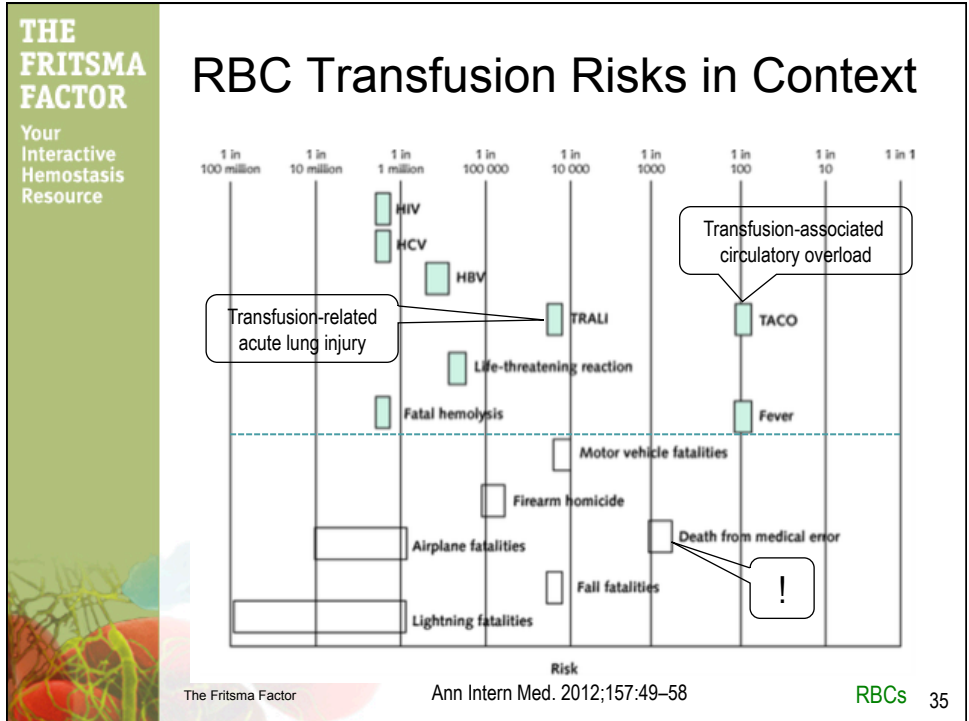 THE
FRITSMA
FACTOR
Your
Interactive
Hemostasis
Resource
RBC Transfusion Risks in Context
1 in
100 million
1 in
10 million
1 in
1 million
1 in
100 000
1 in
10 000
1 in
1000
1 in
100
1 in
10
1 in 1
HIV
HCV
HBV
Transfusion-associated
circulatory overload
Transfusion-related
acute lung injury
TRALI
TACO
Life-threatening reaction
Fatal hemolysis
Fever
Motor vehicle fatalities
Firearm homicide
Airplane fatalities
Death from medical error
!
Fall fatalities
Lightning fatalities
Risk
The Fritsma Factor
Ann Intern Med. 2012;157:49–58
RBCs 35